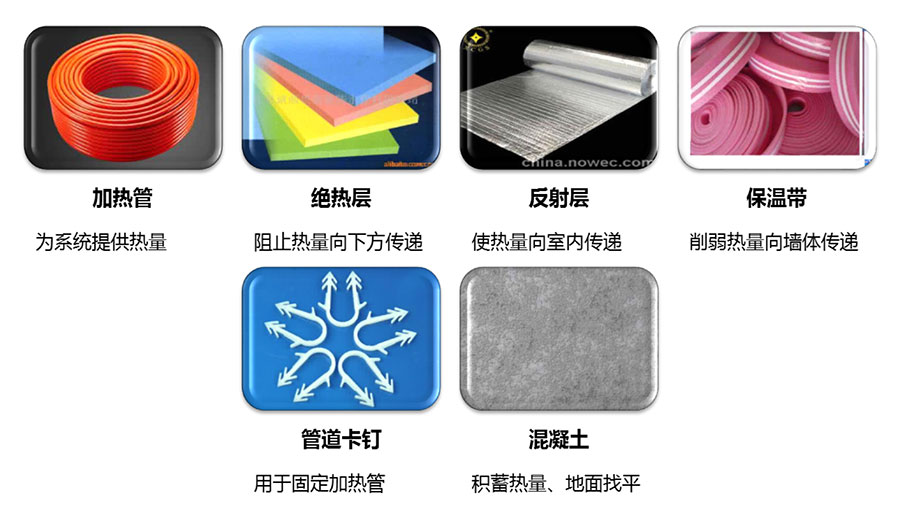 XCGS
china.nowec.com
加热管
绝热层
反射层
保温带
为系统提供热量
阻止热量向下方传递
使热量向室内传递
削弱热量向墙体传递
管道卡钉
混凝土
用于固定加热管
积蓄热量、地面找平